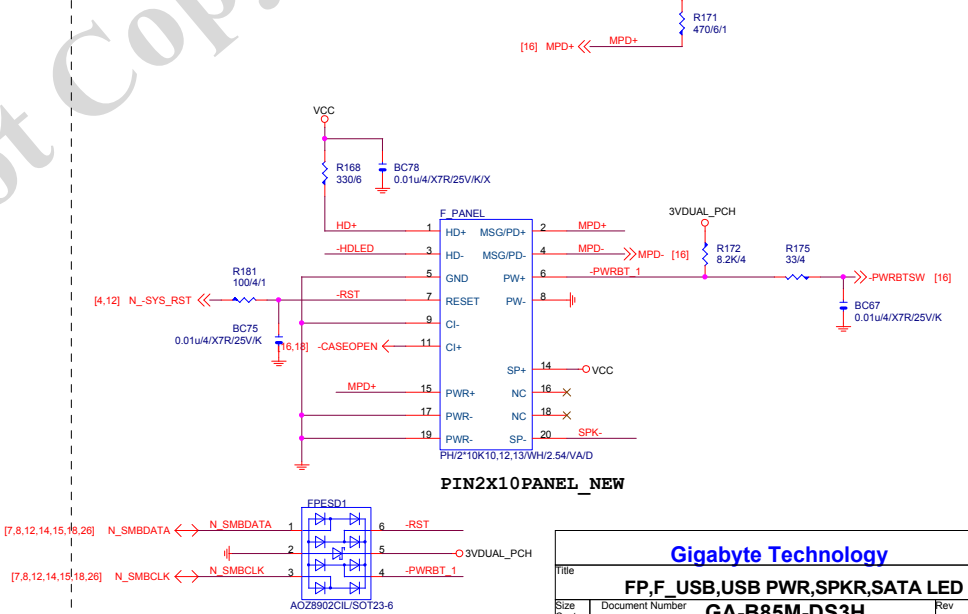 R171
470/6/1
[16] MPD+ MPD+
VCC
R168
330/6
BC78
0.01u/4/X7R/25V/K/X
F_PANEL
3VDUAL_PCH
HD+ 1 HD+ MSG/PD+ 2 MPD+
-HDLED 3 HD- MSG/PD- 4 MPD- MPD- [16]
R172
8.2K/4
R175
33/4
5 GND PW+ 6 -PWRBT_1 -PWRBTSW [16]
R181
100/4/1
[4,12] N_-SYS_RST -RST 7 RESET PW- 8
BC67
0.01u/4/X7R/25V/K
9 CI-
BC75
0.01u/4/X7R/25V/K
[16,18] -CASEOPEN 11 CI+
SP+ 14 VCC
MPD+ 15 PWR+ NC 16
17 PWR- NC 18
19 PWR- SP- 20 SPK-
PH/2*10K10,12,13/WH/2.54/VA/D
PIN2X10PANEL_NEW
FPESD1
[7,8,12,14,15,18,26] N_SMBDATA N_SMBDATA 1 6 -RST
2 5 3VDUAL_PCH
[7,8,12,14,15,18,26] N_SMBCLK N_SMBCLK 3 4 -PWRBT_1
AOZ8902CIL/SOT23-6
Gigabyte Technology
Title
FP,F_USB,USB PWR,SPKR,SATA LED
Size Document Number GA-B85M-DS3H Rev
ot Cop